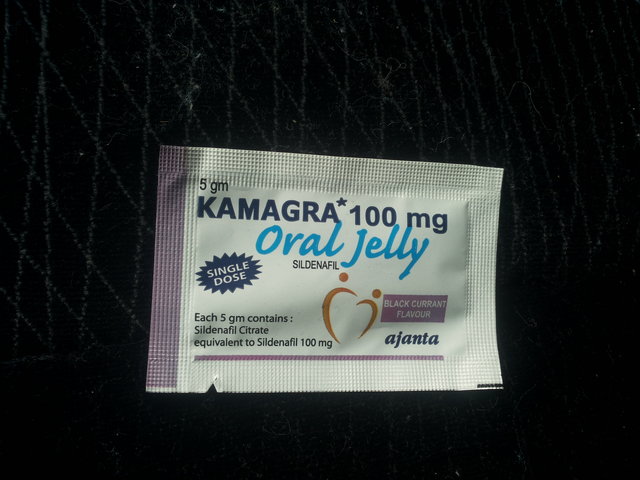 5 gm
KAMAGRA* 100 mg
Oral Jelly
SILDENAFIL
SINGLE
DOSE
BLACK CURRANT
FLAVOUR
Each 5 gm contains :
Sildenafil Citrate
equivalent to Sildenafil 100 mg
ajanta